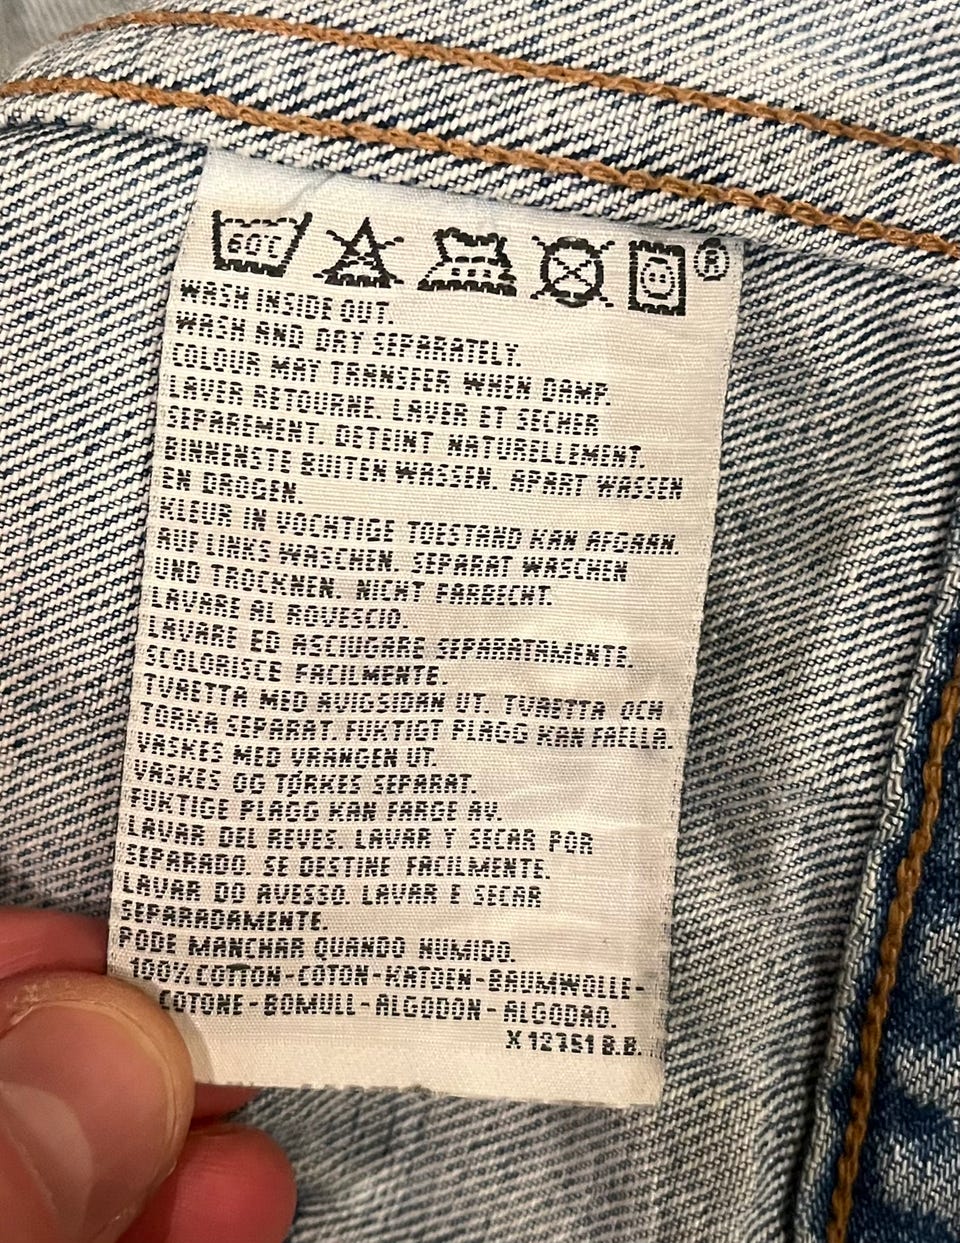 60°C
®
WASH INSIDE OUT.
WASH AND DRY SEPARATELY.
COLOUR MAY TRANSFER WHEN DAMP.
LAVER RETOURNE. LAVER ET SECHER
SEPAREMENT. DETEINT NATURELLEMENT.
BINNENSTE BUITEN WASSEN. APART WASSEN
EN DROGEN.
KLEUR IN VOCHTIGE TOESTAND KAN AFGAAN.
AUF LINKS WASCHEN. SEPARAT WASCHEN
UND TROCKNEN. NICHT FARBECHT.
LAVARE AL ROVESCIO.
LAVARE ED ASCIUGARE SEPARATAMENTE.
SCOLORISCE FACILMENTE.
TVAETTA MED AVIGSIDAN UT. TVAETTA OCH
TORKA SEPARAT. FUKTIGT PLAGG KAN FAELLA.
VASKES MED VRANGEN UT.
VASKES OG TØRKES SEPARAT.
FUKTIGE PLAGG KAN FARGE AV.
LAVAR DEL REVES. LAVAR Y SECAR POR
SEPARADO. SE DESTINE FACILMENTE.
LAVAR DO AVESSO. LAVAR E SECAR
SEPARADAMENTE.
PODE MANCHAR QUANDO HUMIDO.
100% COTTON-COTON-KATOEN-BAUMWOLLE-
COTONE-BOMULL-ALGODON-ALGODAO.
X 12751 B.B.